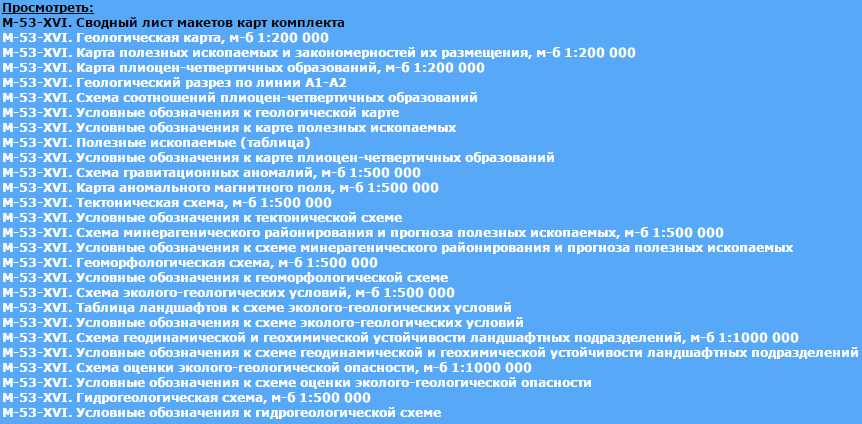 Просмотреть:
М-53-XVI. Сводный лист макетов карт комплекта
М-53-XVI. Геологическая карта, м-б 1:200 000
М-53-XVI. Карта полезных ископаемых и закономерностей их размещения, м-б 1:200 000
М-53-XVI. Карта плиоцен-четвертичных образований, м-б 1:200 000
М-53-XVI. Геологический разрез по линии А1-А2
М-53-XVI. Схема соотношений плиоцен-четвертичных образований
М-53-XVI. Условные обозначения к геологической карте
М-53-XVI. Условные обозначения к карте полезных ископаемых
М-53-XVI. Полезные ископаемые (таблица)
М-53-XVI. Условные обозначения к карте плиоцен-четвертичных образований
М-53-XVI. Схема гравитационных аномалий, м-б 1:500 000
М-53-XVI. Карта аномального магнитного поля, м-б 1:500 000
М-53-XVI. Тектоническая схема, м-б 1:500 000
М-53-XVI. Условные обозначения к тектонической схеме
М-53-XVI. Схема минерагенического районирования и прогноза полезных ископаемых, м-б 1:500 000
М-53-XVI. Условные обозначения к схеме минерагенического районирования и прогноза полезных ископаемых
М-53-XVI. Геоморфологическая схема, м-б 1:500 000
М-53-XVI. Условные обозначения к геоморфологической схеме
М-53-XVI. Схема эколого-геологических условий, м-б 1:500 000
М-53-XVI. Таблица ландшафтов к схеме эколого-геологических условий
М-53-XVI. Условные обозначения к схеме эколого-геологических условий
М-53-XVI. Схема геодинамической и геохимической устойчивости ландшафтных подразделений, м-б 1:1000 000
М-53-XVI. Условные обозначения к схеме геодинамической и геохимической устойчивости ландшафтных подразделений
М-53-XVI. Схема оценки эколого-геологической опасности, м-б 1:1000 000
М-53-XVI. Условные обозначения к схеме оценки эколого-геологической опасности
М-53-XVI. Гидрогеологическая схема, м-б 1:500 000
М-53-XVI. Условные обозначения к гидрогеологической схеме